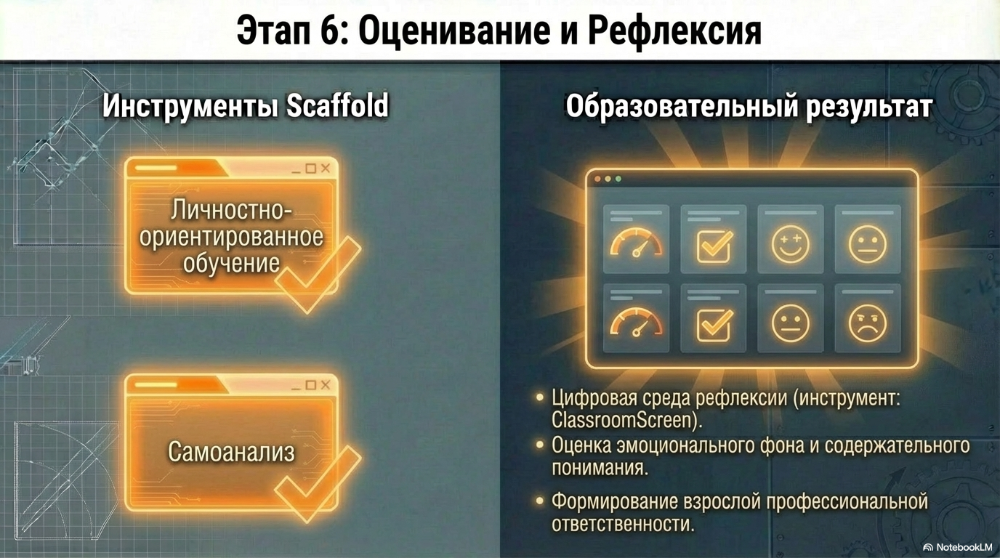 Этап 6: Оценивание и Рефлексия
Инструменты Scaffold
Личностно-
ориентированное
обучение
Самоанализ
Образовательный результат
• Цифровая среда рефлексии (инструмент:
ClassroomScreen).
• Оценка эмоционального фона и содержательного
понимания.
• Формирование взрослой профессиональной
ответственности.
NotebookLM